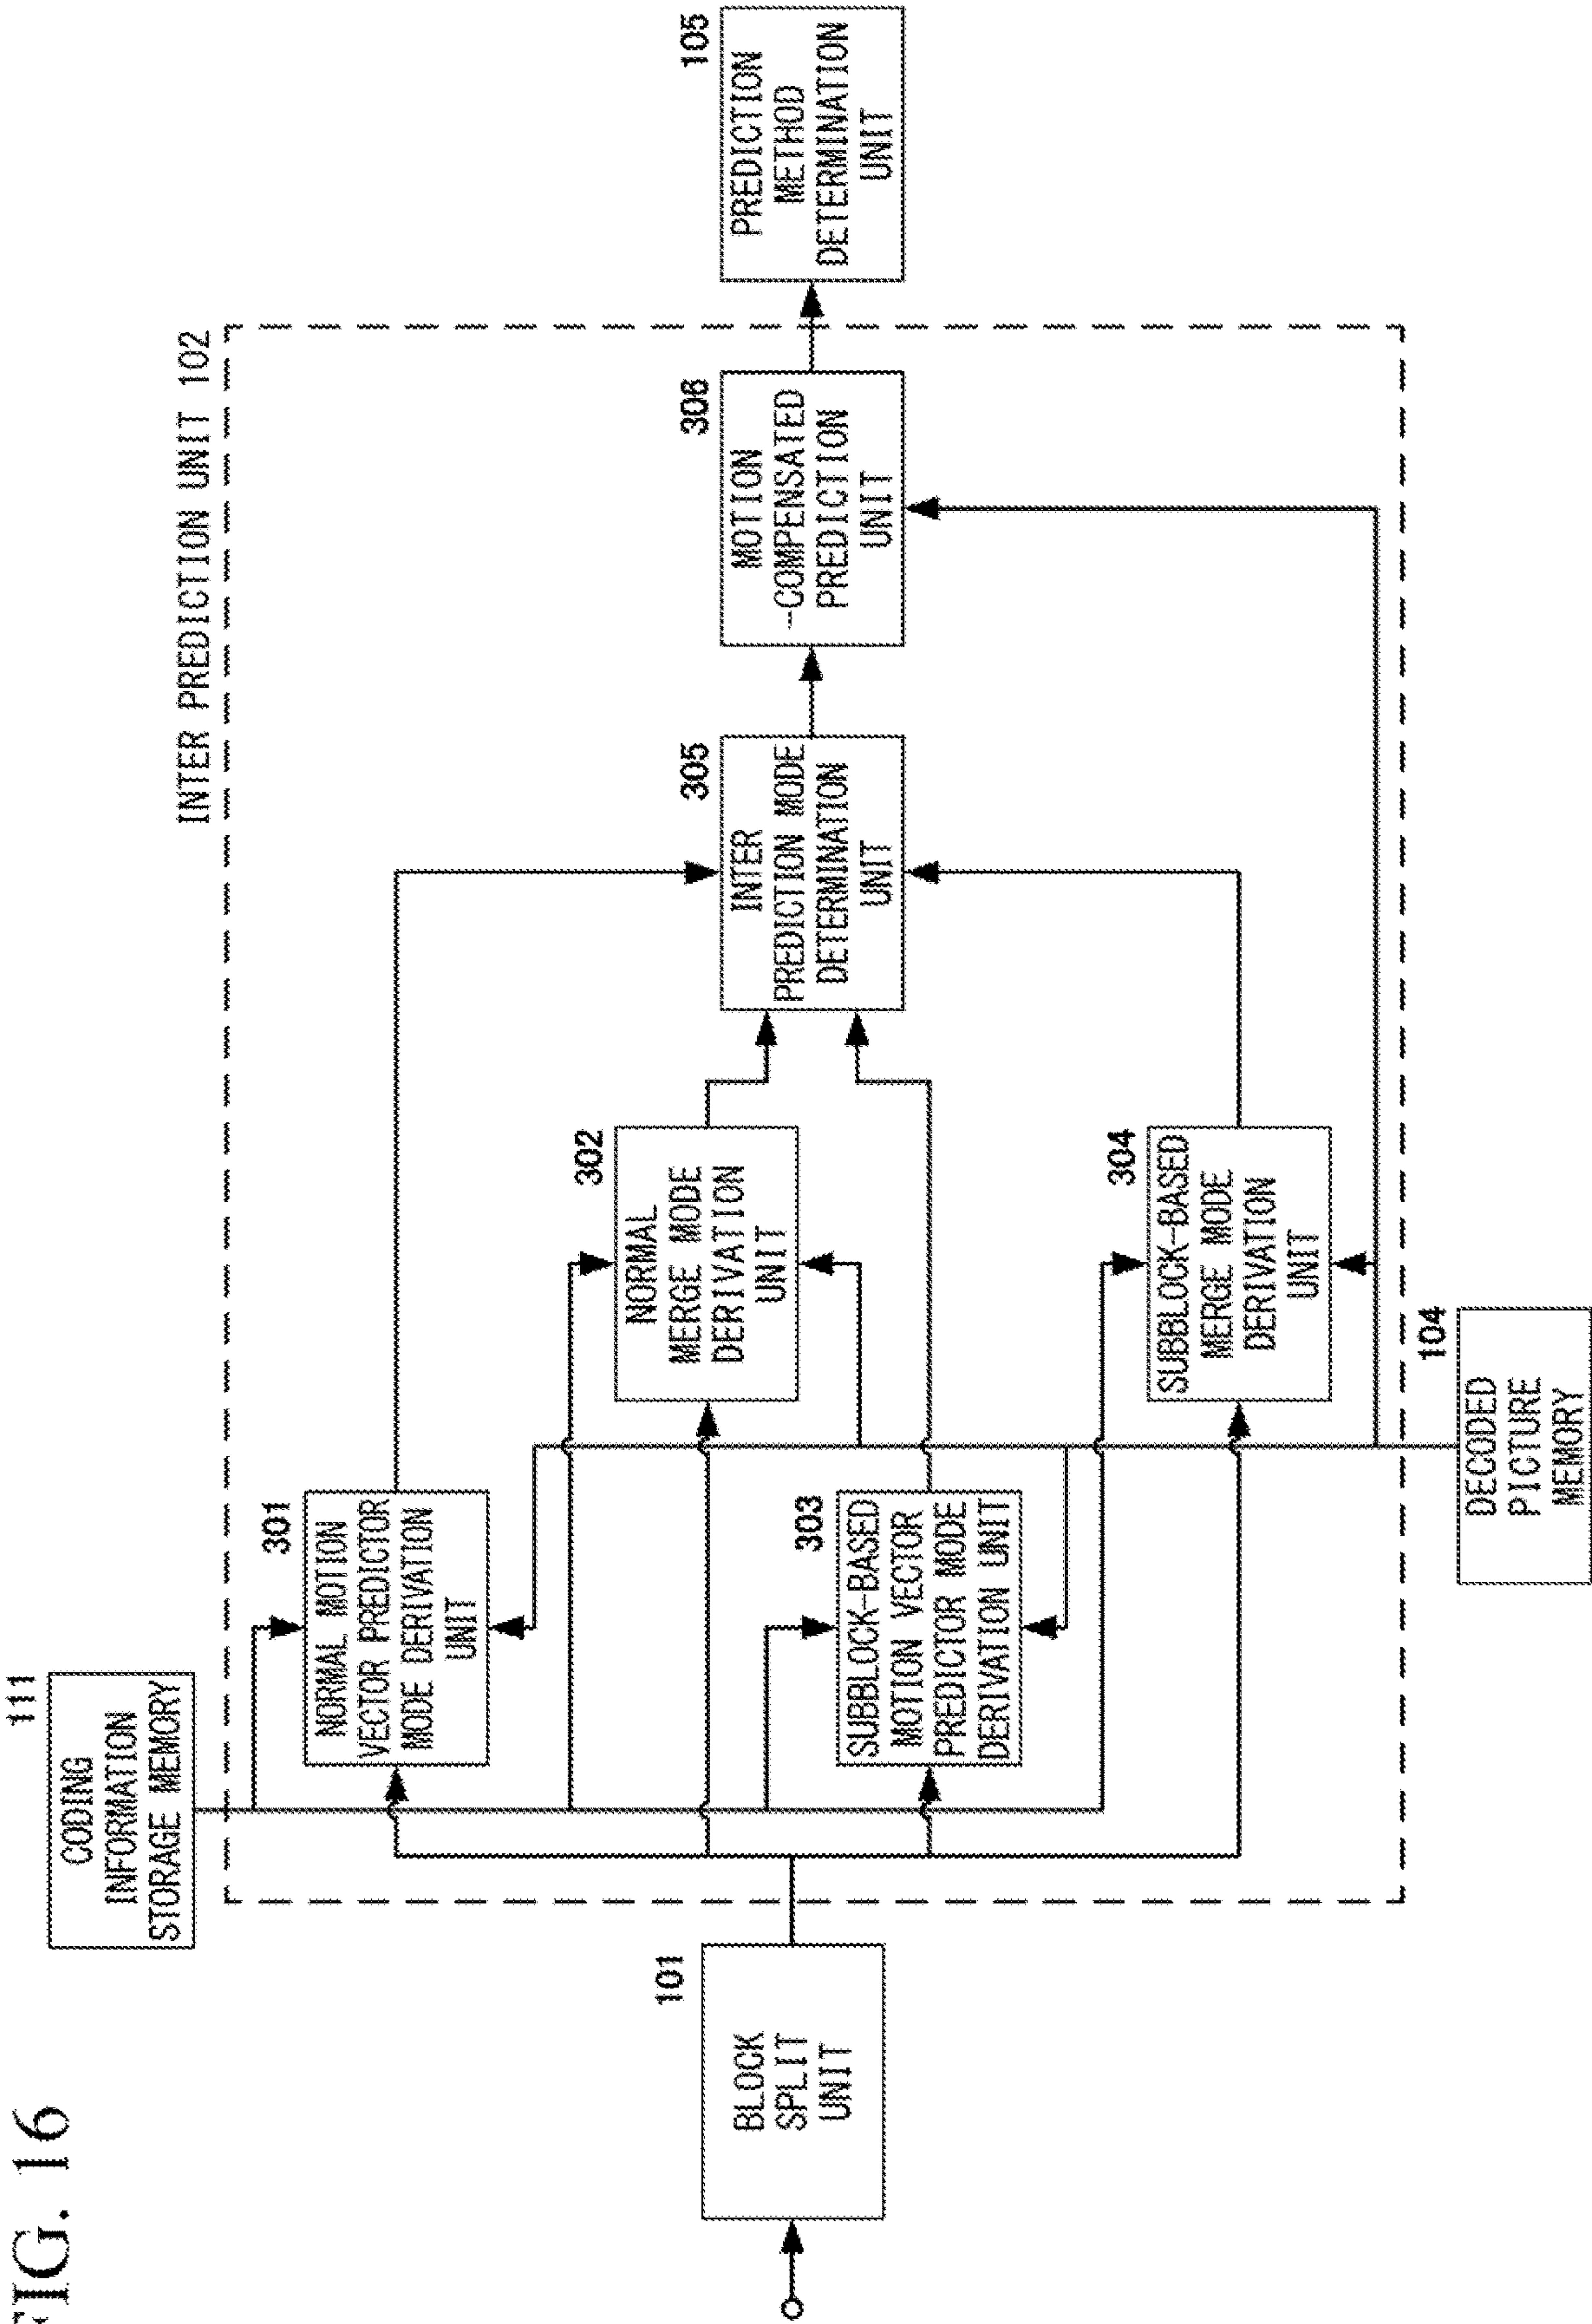 FIG. 16
INTER PREDICTION UNIT 102
111
CODING
INFORMATION
STORAGE MEMORY
101
BLOCK
SPLIT
UNIT
301
NORMAL MOTION
VECTOR PREDICTOR
MODE DERIVATION
UNIT
302
NORMAL
MERGE MODE
DERIVATION
UNIT
303
SUBBLOCK-BASED
MOTION VECTOR
PREDICTOR MODE
DERIVATION UNIT
304
SUBBLOCK-BASED
MERGE MODE
DERIVATION
UNIT
305
INTER
PREDICTION MODE
DETERMINATION
UNIT
306
MOTION
-COMPENSATED
PREDICTION
UNIT
105
PREDICTION
METHOD
DETERMINATION
UNIT
104
DECODED
PICTURE
MEMORY